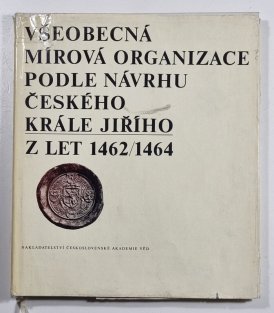 VŠEOBECNÁ
MÍROVÁ ORGANIZACE
PODLE NÁVRHU
ČESKÉHO
KRÁLE JIŘÍHO
Z LET 1462/1464
NAKLADATELSTVÍ ČESKOSLOVENSKÉ AKADEMIE VĚD